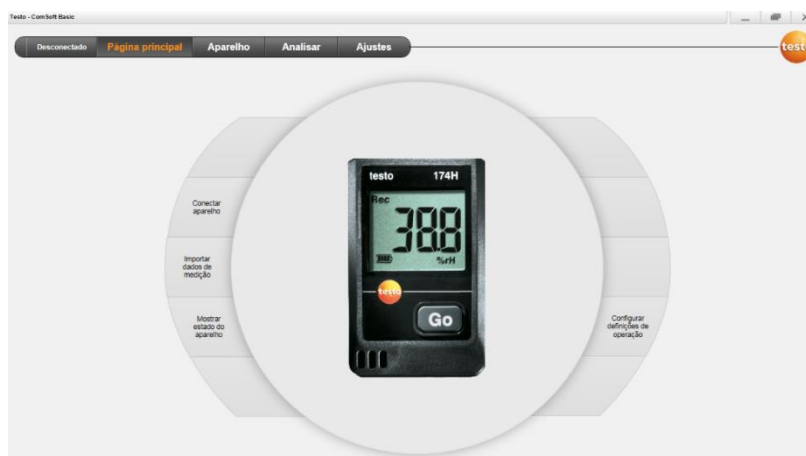 Testo - ComSoft Basic
Desconectado Página principal Aparelho Analisar Ajustes
testo
testo 174H
Rec
38.8
%rH
testo
Go
Conectar
aparelho
Importar
dados de
medição
Mostrar
estado do
aparelho
Configurar
definições de
operação